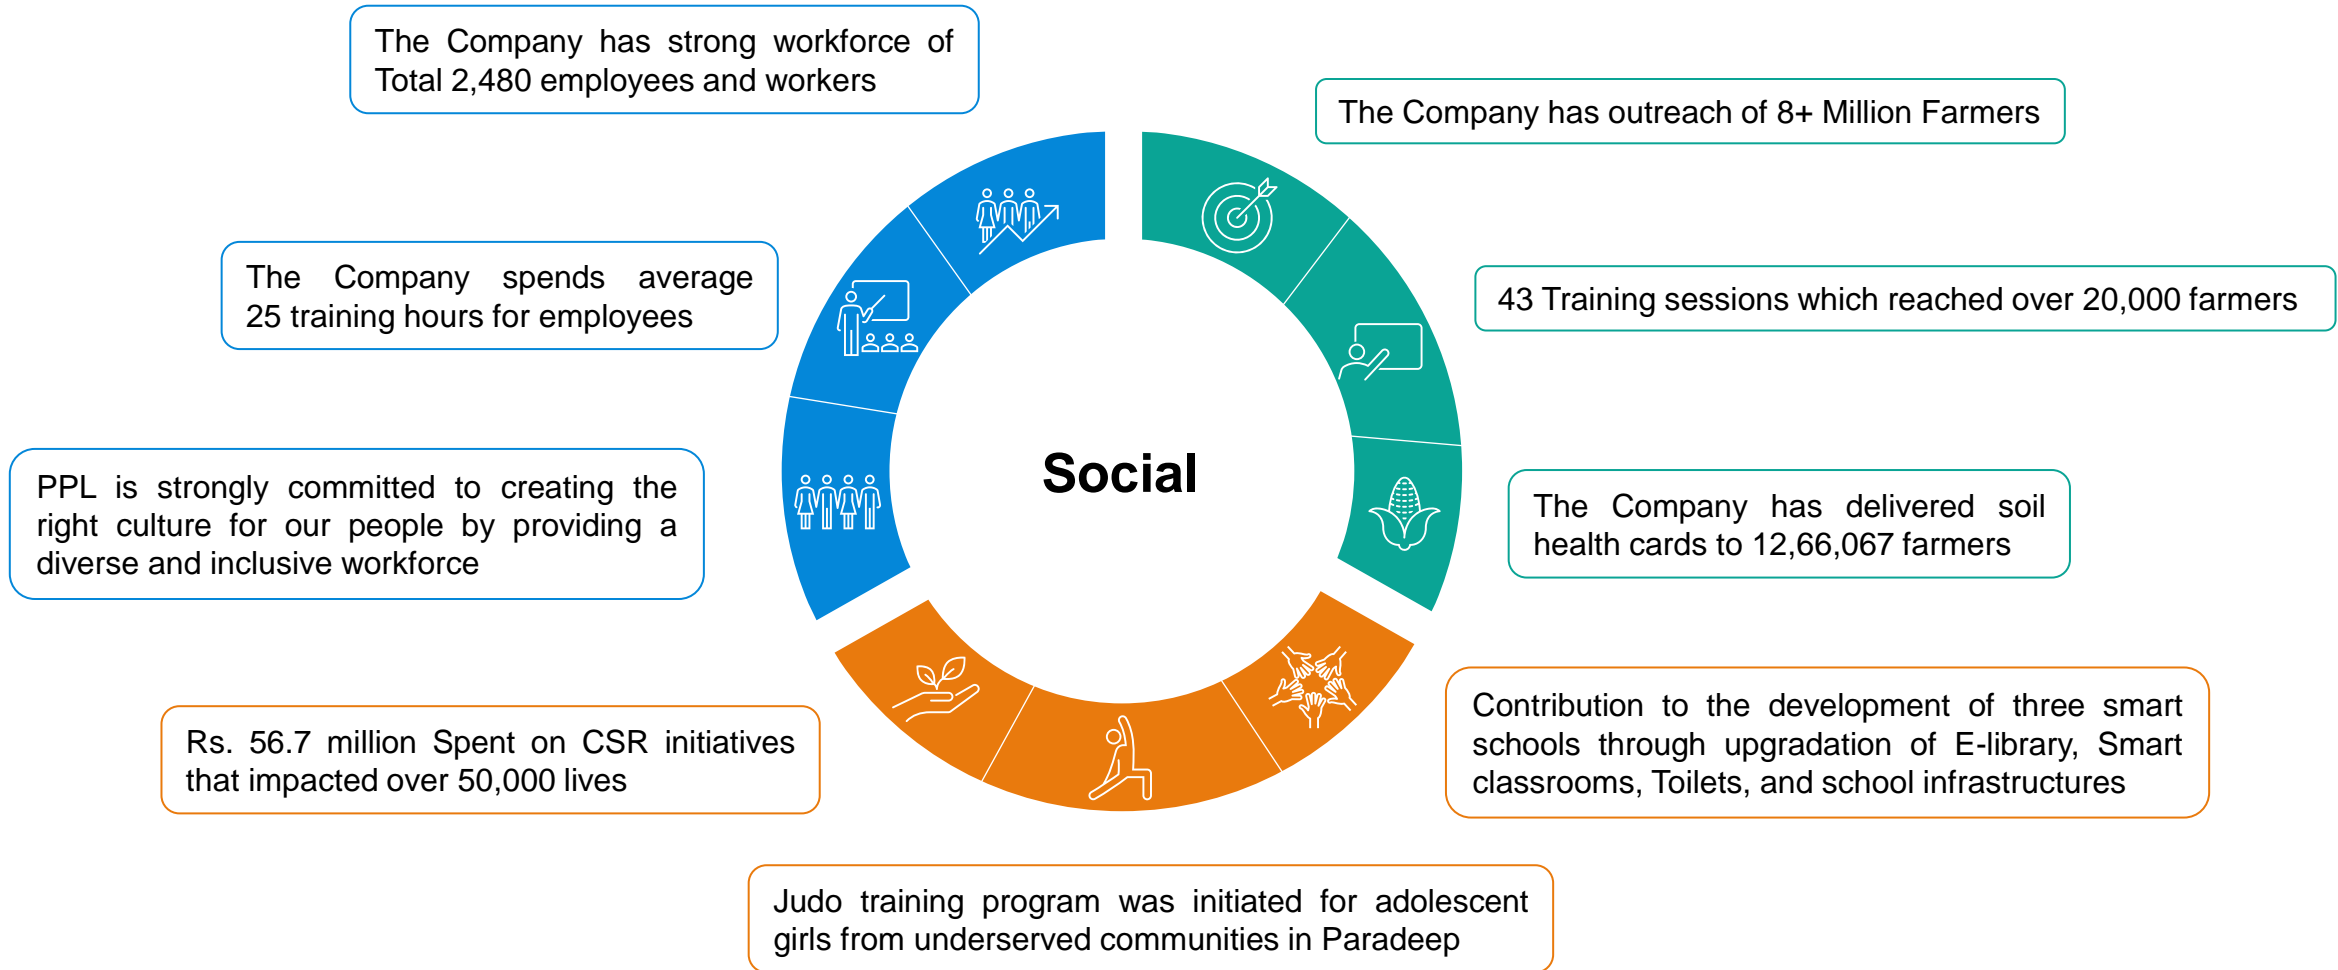 The Company has strong workforce of
Total 2,480 employees and workers
The Company has outreach of 8+ Million Farmers
The Company spends average
25 training hours for employees
43 Training sessions which reached over 20,000 farmers
Social
PPL is strongly committed to creating the
right culture for our people by providing a
diverse and inclusive workforce
The Company has delivered soil
health cards to 12,66,067 farmers
Rs. 56.7 million Spent on CSR initiatives
that impacted over 50,000 lives
Contribution to the development of three smart
schools through upgradation of E-library, Smart
classrooms, Toilets, and school infrastructures
Judo training program was initiated for adolescent
girls from underserved communities in Paradeep